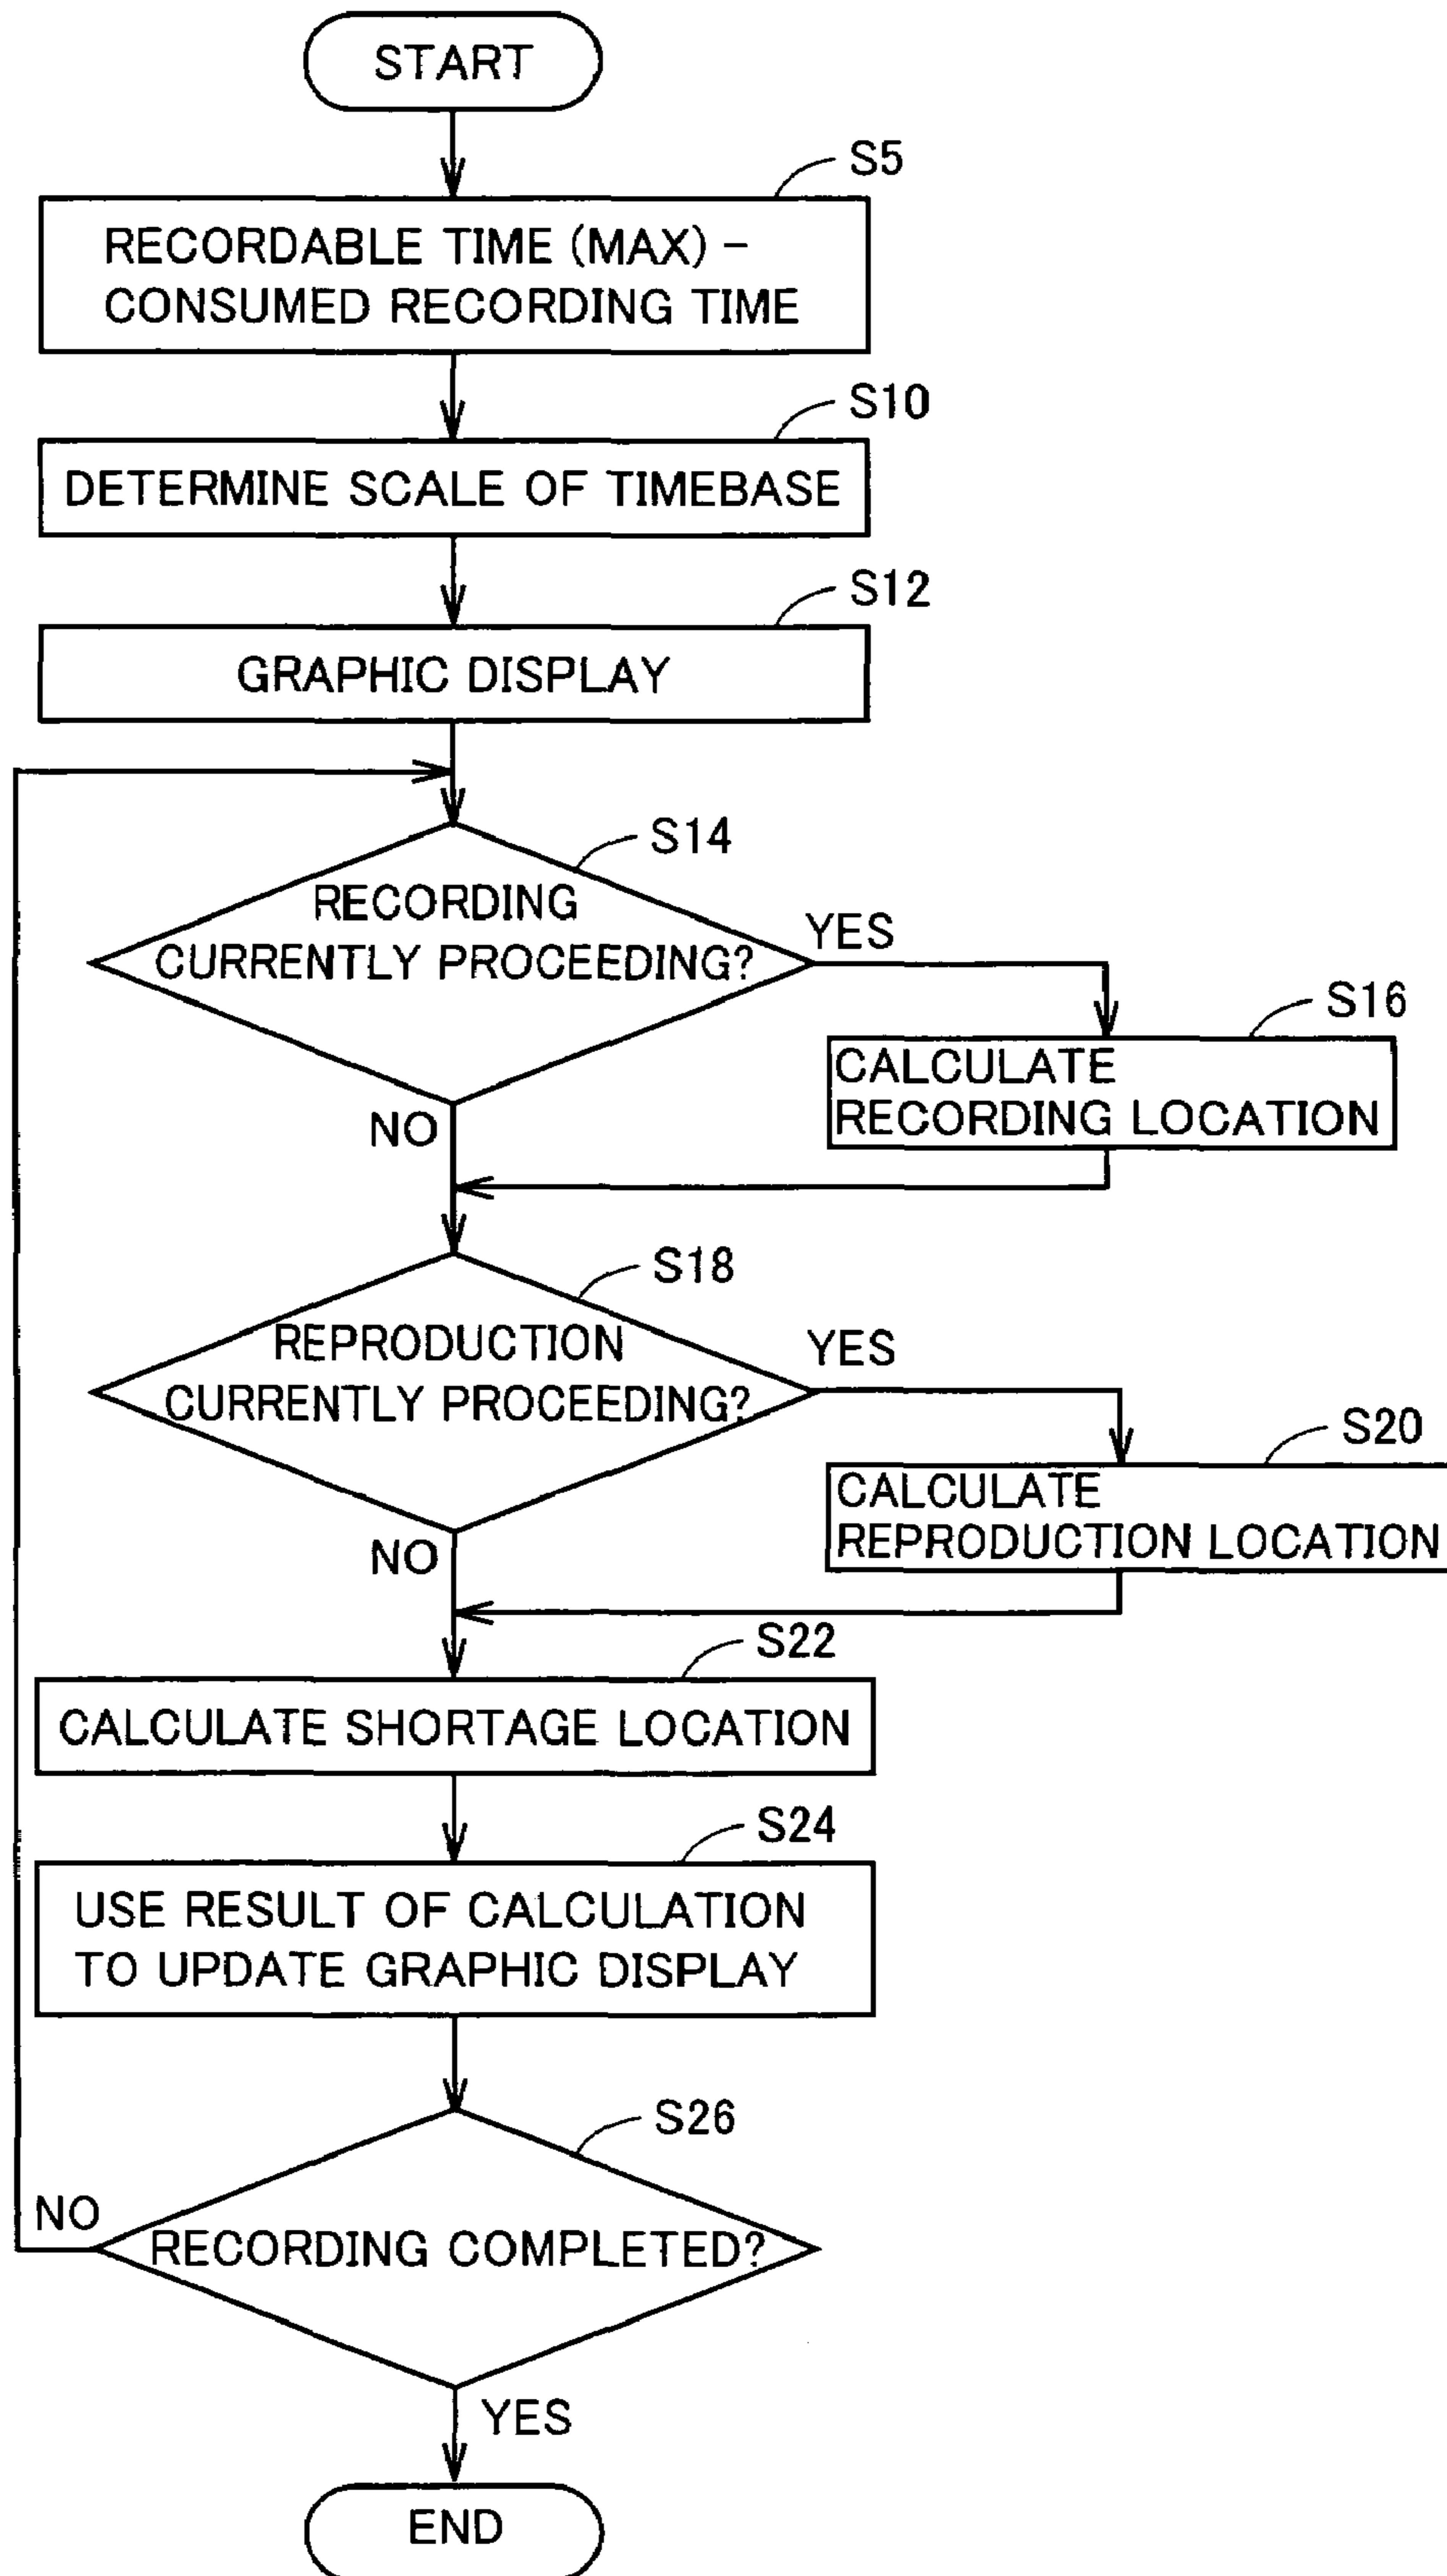 START
S5
RECORDABLE TIME (MAX) –
CONSUMED RECORDING TIME
S10
DETERMINE SCALE OF TIMEBASE
S12
GRAPHIC DISPLAY
S14
RECORDING
CURRENTLY PROCEEDING?
YES
S16
CALCULATE
RECORDING LOCATION
NO
S18
REPRODUCTION
CURRENTLY PROCEEDING?
YES
S20
CALCULATE
REPRODUCTION LOCATION
NO
S22
CALCULATE SHORTAGE LOCATION
S24
USE RESULT OF CALCULATION
TO UPDATE GRAPHIC DISPLAY
S26
NO
RECORDING COMPLETED?
YES
END